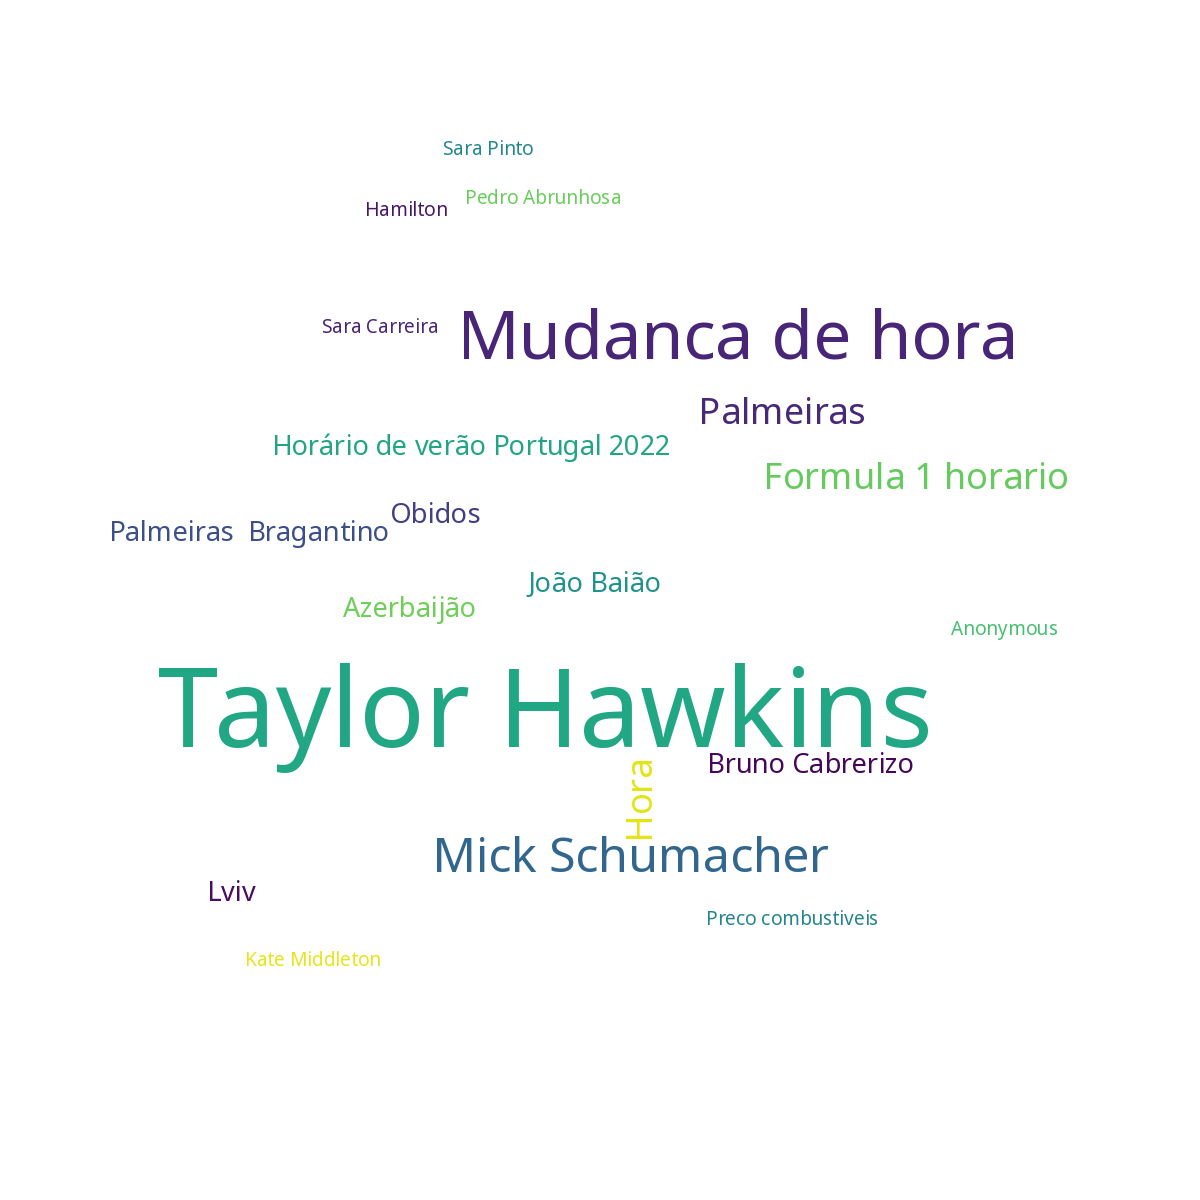 Sara Pinto
Pedro Abrunhosa
Hamilton
Sara Carreira
Mudanca de hora
Palmeiras
Horário de verão Portugal 2022
Formula 1 horario
Obidos
Palmeiras  Bragantino
João Baião
Azerbaijão
Anonymous
Taylor Hawkins
Bruno Cabrerizo
Hora
Mick Schumacher
Lviv
Preco combustiveis
Kate Middleton